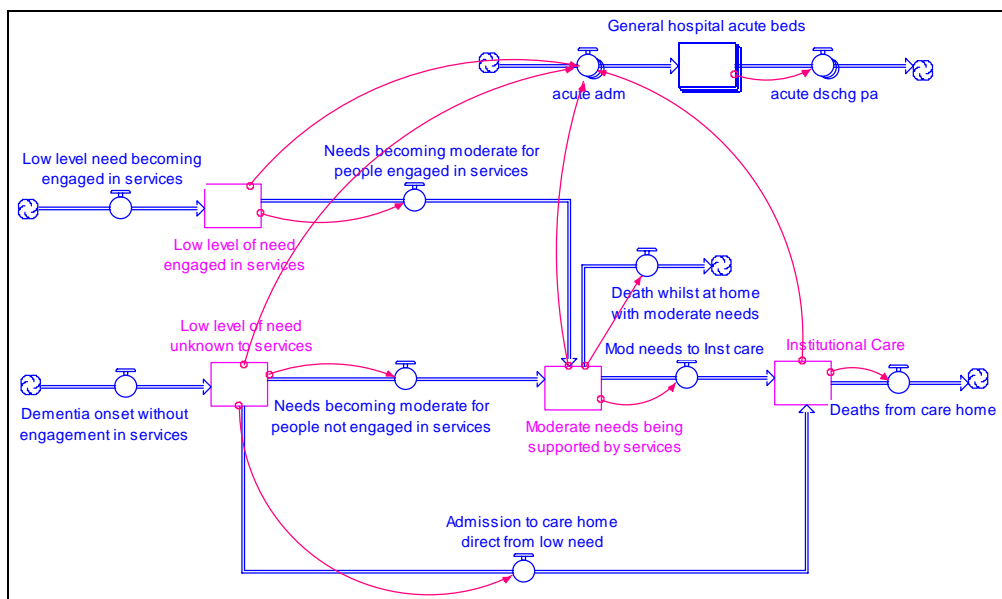 General hospital acute beds
acute adm
acute dschg pa
Low level need becoming
engaged in services
Needs becoming moderate for
people engaged in services
Low level of need
engaged in services
Death whilst at home
with moderate needs
Low level of need
unknown to services
Mod needs to Inst care
Institutional Care
Dementia onset without
engagement in services
Needs becoming moderate for
people not engaged in services
Moderate needs being
supported by services
Deaths from care home
Admission to care home
direct from low need